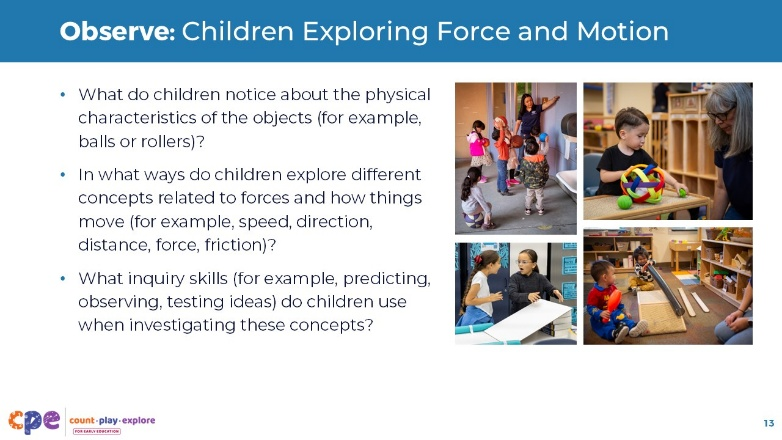 Observe: Children Exploring Force and Motion
• What do children notice about the physical
characteristics of the objects (for example,
balls or rollers)?
• In what ways do children explore different
concepts related to forces and how things
move (for example, speed, direction,
distance, force, friction)?
• What inquiry skills (for example, predicting,
observing, testing ideas) do children use
when investigating these concepts?
cpe count·play·explore
FOR EARLY EDUCATION
13